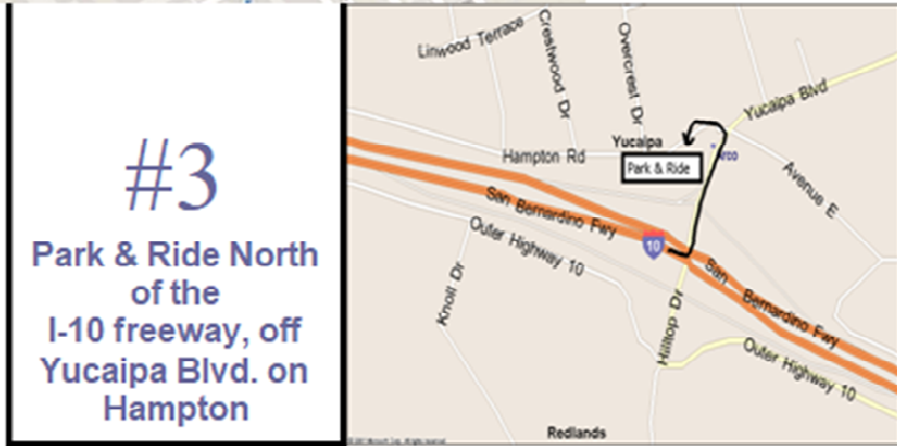 #3
Park & Ride North
of the
I-10 freeway, off
Yucaipa Blvd. on
Hampton
Linwood Terrace
Crestwood Dr
Overcrest Dr
Yucaipa Blvd
Yucaipa
Arco
Hampton Rd
Park & Ride
Avenue E
San Bernardino Fwy
10
Outer Highway 10
San Bernardino Fwy
Knoll Dr
Hilltop Dr
Outer Highway 10
Redlands